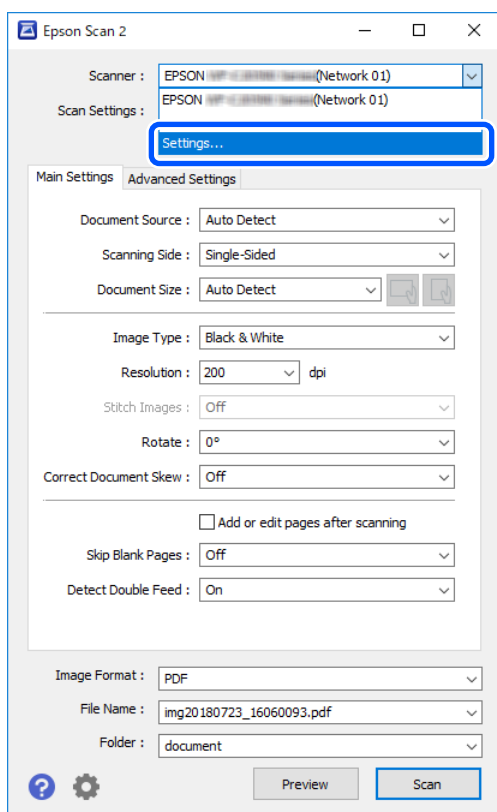 Epson Scan 2
Scanner : EPSON (Network 01)
EPSON (Network 01)
Scan Settings :
Settings...
Main Settings Advanced Settings
Document Source : Auto Detect
Scanning Side : Single-Sided
Document Size : Auto Detect
Image Type : Black & White
Resolution : 200 dpi
Stitch Images : Off
Rotate : 0°
Correct Document Skew : Off
Add or edit pages after scanning
Skip Blank Pages : Off
Detect Double Feed : On
Image Format : PDF
File Name : img20180723_16060093.pdf
Folder : document
? Preview Scan